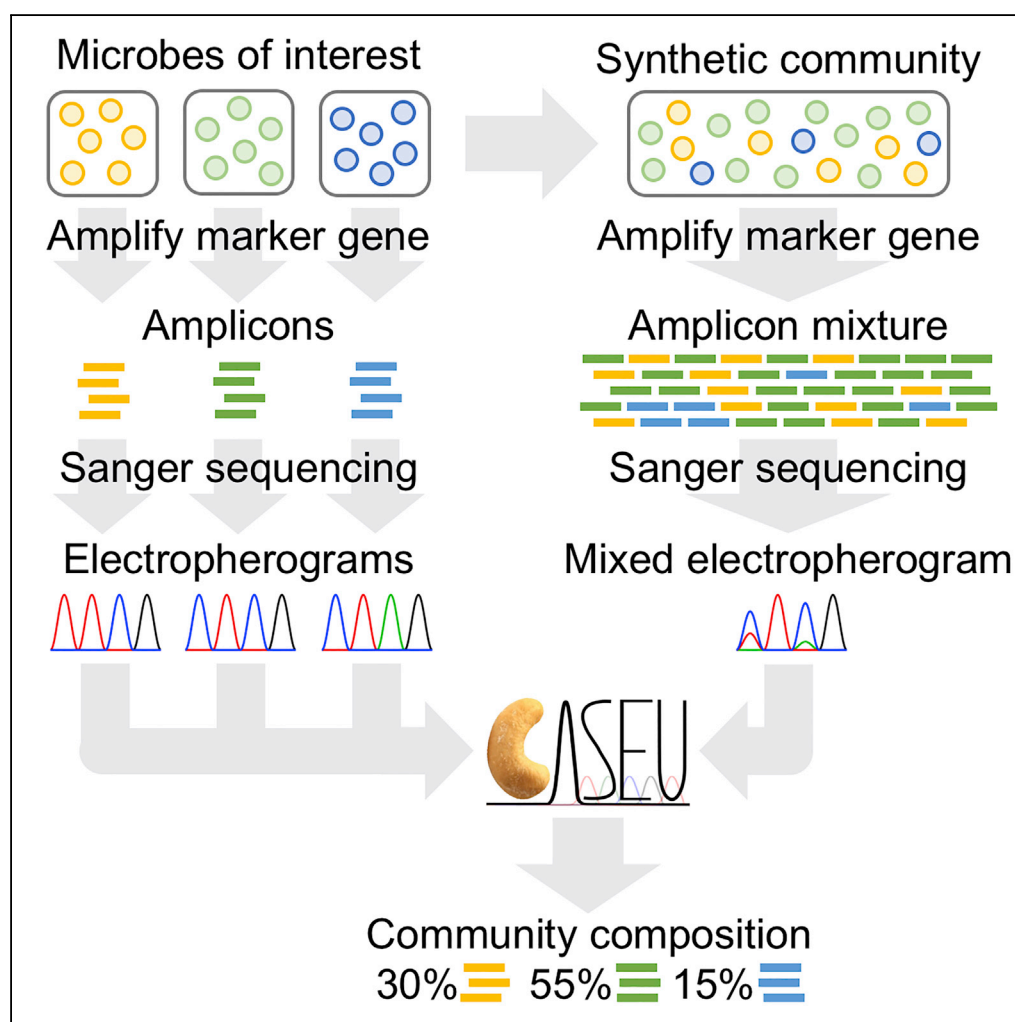 Microbes of interest
Synthetic community
Amplify marker gene
Amplify marker gene
Amplicons
Amplicon mixture
Sanger sequencing
Sanger sequencing
Electropherograms
Mixed electropherogram
CASEU
Community composition
30% 55% 15%